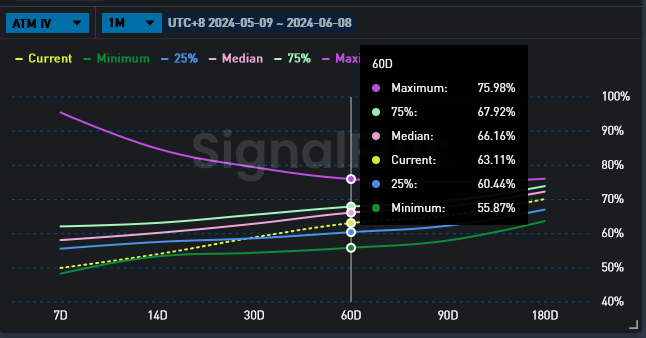 ATM IV 1M UTC+8 2024-05-09 ~ 2024-06-08
Current Minimum 25% Median 75%
60D
Maximum: 75.98%
75%: 67.92%
Median: 66.16%
Current: 63.11%
25%: 60.44%
Minimum: 55.87%
100%
90%
80%
70%
60%
50%
40%
7D 14D 30D 60D 90D 180D